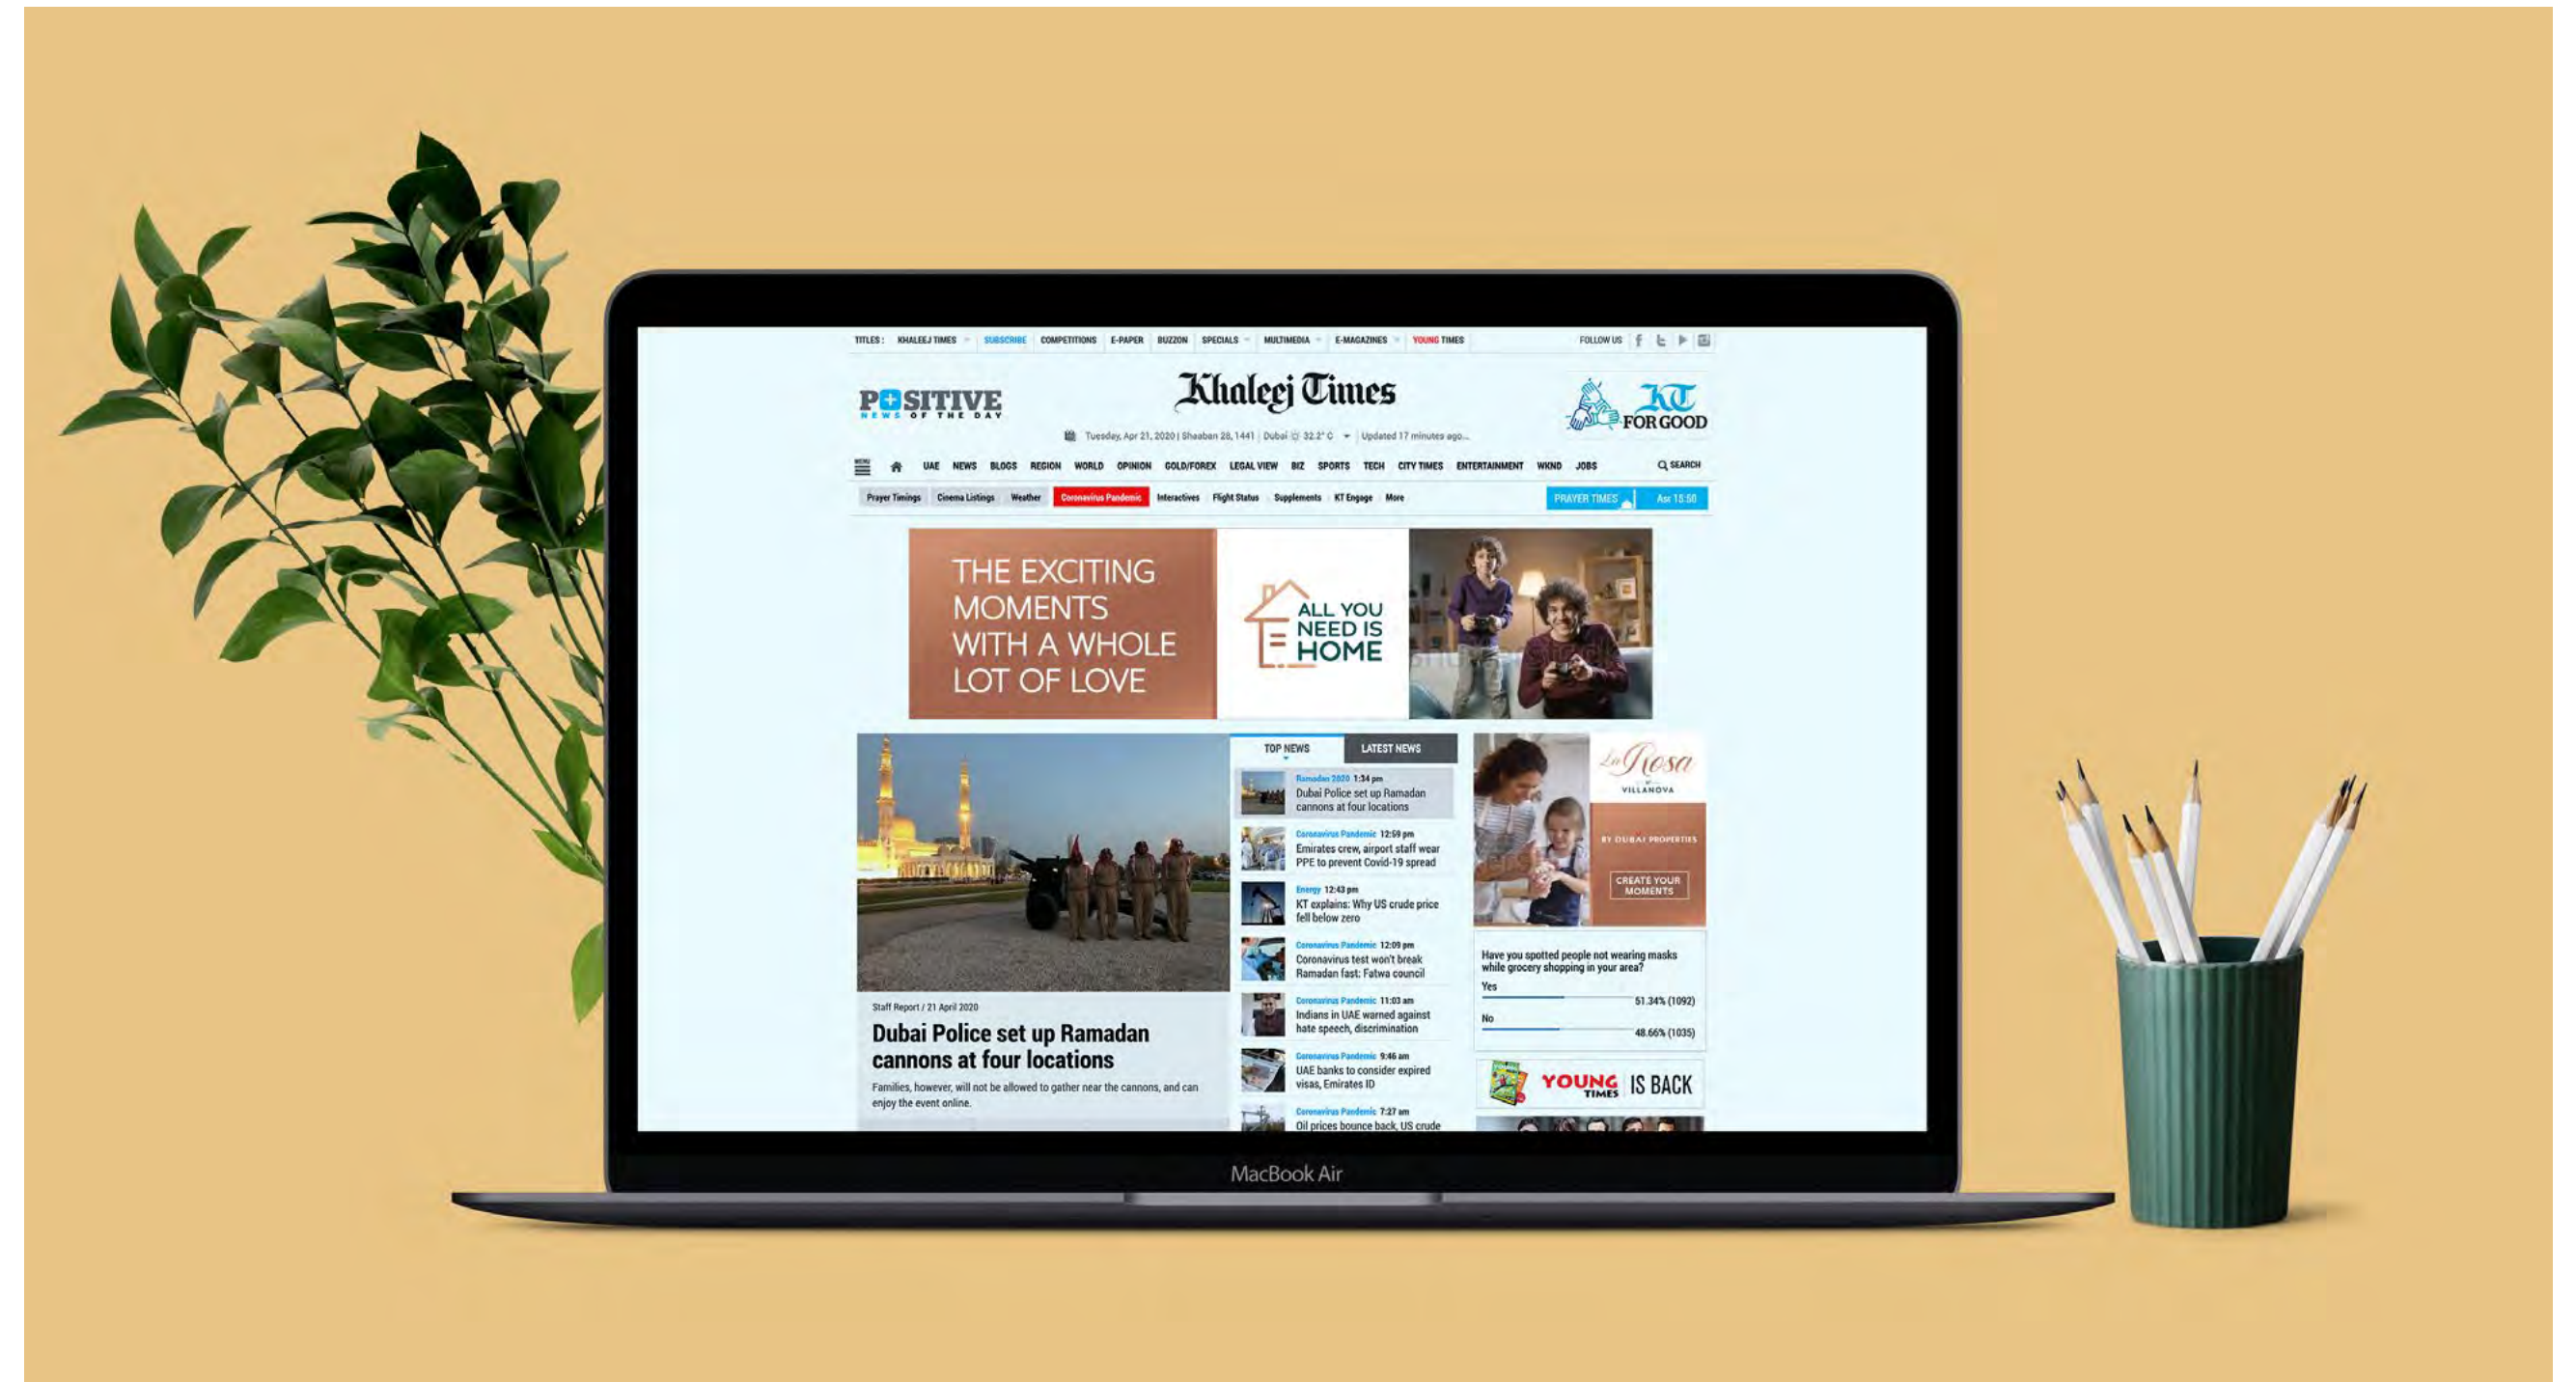 TITLES : KHALEEJ TIMES SUBSCRIBE COMPETITIONS E-PAPER BUZZON SPECIALS MULTIMEDIA E-MAGAZINES YOUNG TIMES FOLLOW US
POSITIVE
NEWS OF THE DAY
Khaleej Times
KT
FOR GOOD
Tuesday, Apr 21, 2020 | Shaaban 28, 1441 | Dubai 32.2° C | Updated 17 minutes ago...
MENU UAE NEWS BLOGS REGION WORLD OPINION GOLD/FOREX LEGAL VIEW BIZ SPORTS TECH CITY TIMES ENTERTAINMENT WKND JOBS SEARCH
Prayer Timings Cinema Listings Weather Coronavirus Pandemic Interactives Flight Status Supplements KT Engage More PRAYER TIMES Asr 15:50
THE EXCITING
MOMENTS
WITH A WHOLE
LOT OF LOVE
ALL YOU
NEED IS
HOME
Staff Report / 21 April 2020
Dubai Police set up Ramadan
cannons at four locations
Families, however, will not be allowed to gather near the cannons, and can
enjoy the event online.
TOP NEWS LATEST NEWS
Ramadan 2020 1:34 pm
Dubai Police set up Ramadan
cannons at four locations
Coronavirus Pandemic 12:59 pm
Emirates crew, airport staff wear
PPE to prevent Covid-19 spread
Energy 12:43 pm
KT explains: Why US crude price
fell below zero
Coronavirus Pandemic 12:09 pm
Coronavirus test won't break
Ramadan fast: Fatwa council
Coronavirus Pandemic 11:03 am
Indians in UAE warned against
hate speech, discrimination
Coronavirus Pandemic 9:46 am
UAE banks to consider expired
visas, Emirates ID
Coronavirus Pandemic 7:27 am
Oil prices bounce back, US crude
La Rosa
VILLANOVA
BY DUBAI PROPERTIES
CREATE YOUR
MOMENTS
Have you spotted people not wearing masks
while grocery shopping in your area?
Yes
51.34% (1092)
No
48.66% (1035)
YOUNG
TIMES
IS BACK
MacBook Air